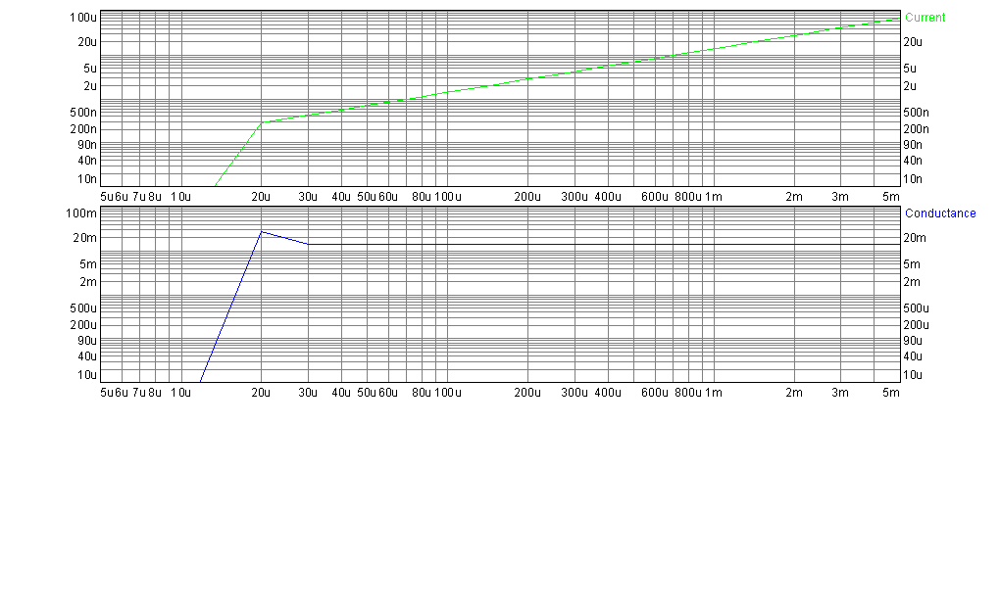 100u Current
20u 20u
5u 5u
2u 2u
500n 500n
200n 200n
90n 90n
40n 40n
10n 10n
5u 6u 7u 8u 10u 20u 30u 40u 50u 60u 80u 100u 200u 300u 400u 600u 800u 1m 2m 3m 5m
100m Conductance
20m 20m
5m 5m
2m 2m
500u 500u
200u 200u
90u 90u
40u 40u
10u 10u
5u 6u 7u 8u 10u 20u 30u 40u 50u 60u 80u 100u 200u 300u 400u 600u 800u 1m 2m 3m 5m